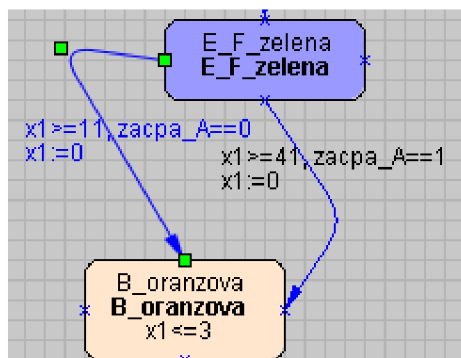 E_F_zelena
E_F_zelena
x1>=11, zacpa_A==0
x1:=0
x1>=41, zacpa_A==1
x1:=0
B_oranzova
B_oranzova
x1<=3